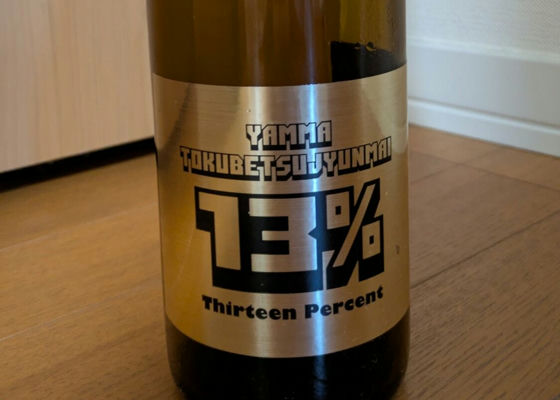 YAMMA
TOKUBETSUJYUNMAI
13%
Thirteen Percent